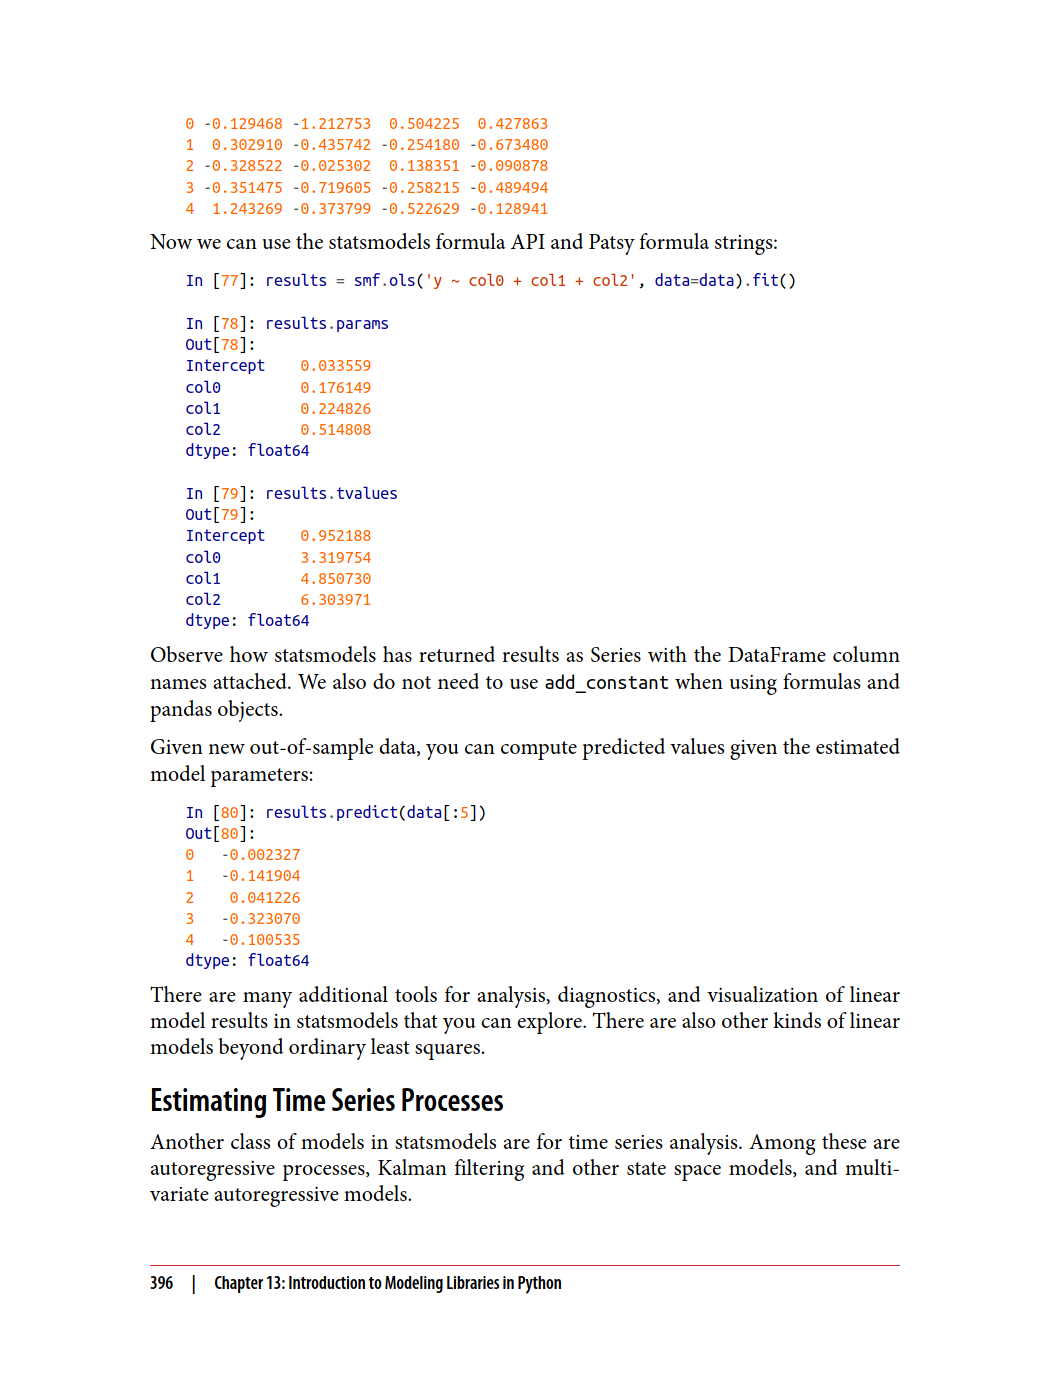 0 -0.129468 -1.212753  0.504225  0.427863
1  0.302910 -0.435742 -0.254180 -0.673480
2 -0.328522 -0.025302  0.138351 -0.090878
3 -0.351475 -0.719605 -0.258215 -0.489494
4  1.243269 -0.373799 -0.522629 -0.128941
Now we can use the statsmodels formula API and Patsy formula strings:
In [77]: results = smf.ols('y ~ col0 + col1 + col2', data=data).fit()
In [78]: results.params
Out[78]:
Intercept    0.033559
col0         0.176149
col1         0.224826
col2         0.514808
dtype: float64
In [79]: results.tvalues
Out[79]:
Intercept    0.952188
col0         3.319754
col1         4.850730
col2         6.303971
dtype: float64
Observe how statsmodels has returned results as Series with the DataFrame column
names attached. We also do not need to use add_constant when using formulas and
pandas objects.
Given new out-of-sample data, you can compute predicted values given the estimated
model parameters:
In [80]: results.predict(data[:5])
Out[80]:
0   -0.002327
1   -0.141904
2    0.041226
3   -0.323070
4   -0.100535
dtype: float64
There are many additional tools for analysis, diagnostics, and visualization of linear
model results in statsmodels that you can explore. There are also other kinds of linear
models beyond ordinary least squares.
Estimating Time Series Processes
Another class of models in statsmodels are for time series analysis. Among these are
autoregressive processes, Kalman filtering and other state space models, and multi-
variate autoregressive models.
396 | Chapter 13: Introduction to Modeling Libraries in Python